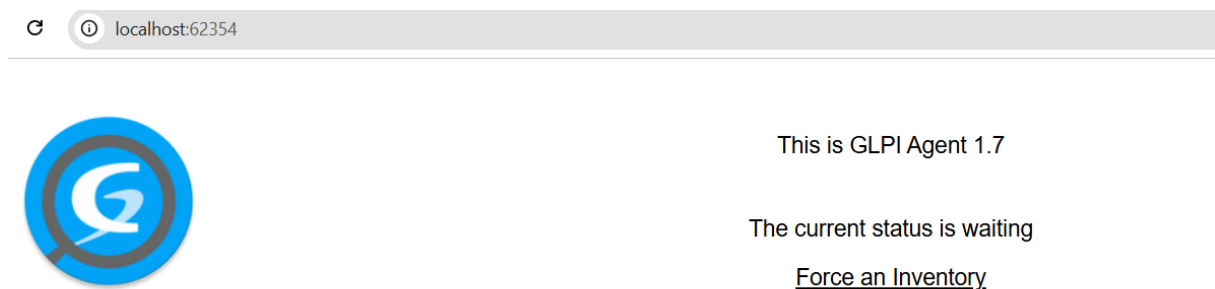 localhost:62354
This is GLPI Agent 1.7
The current status is waiting
Force an Inventory